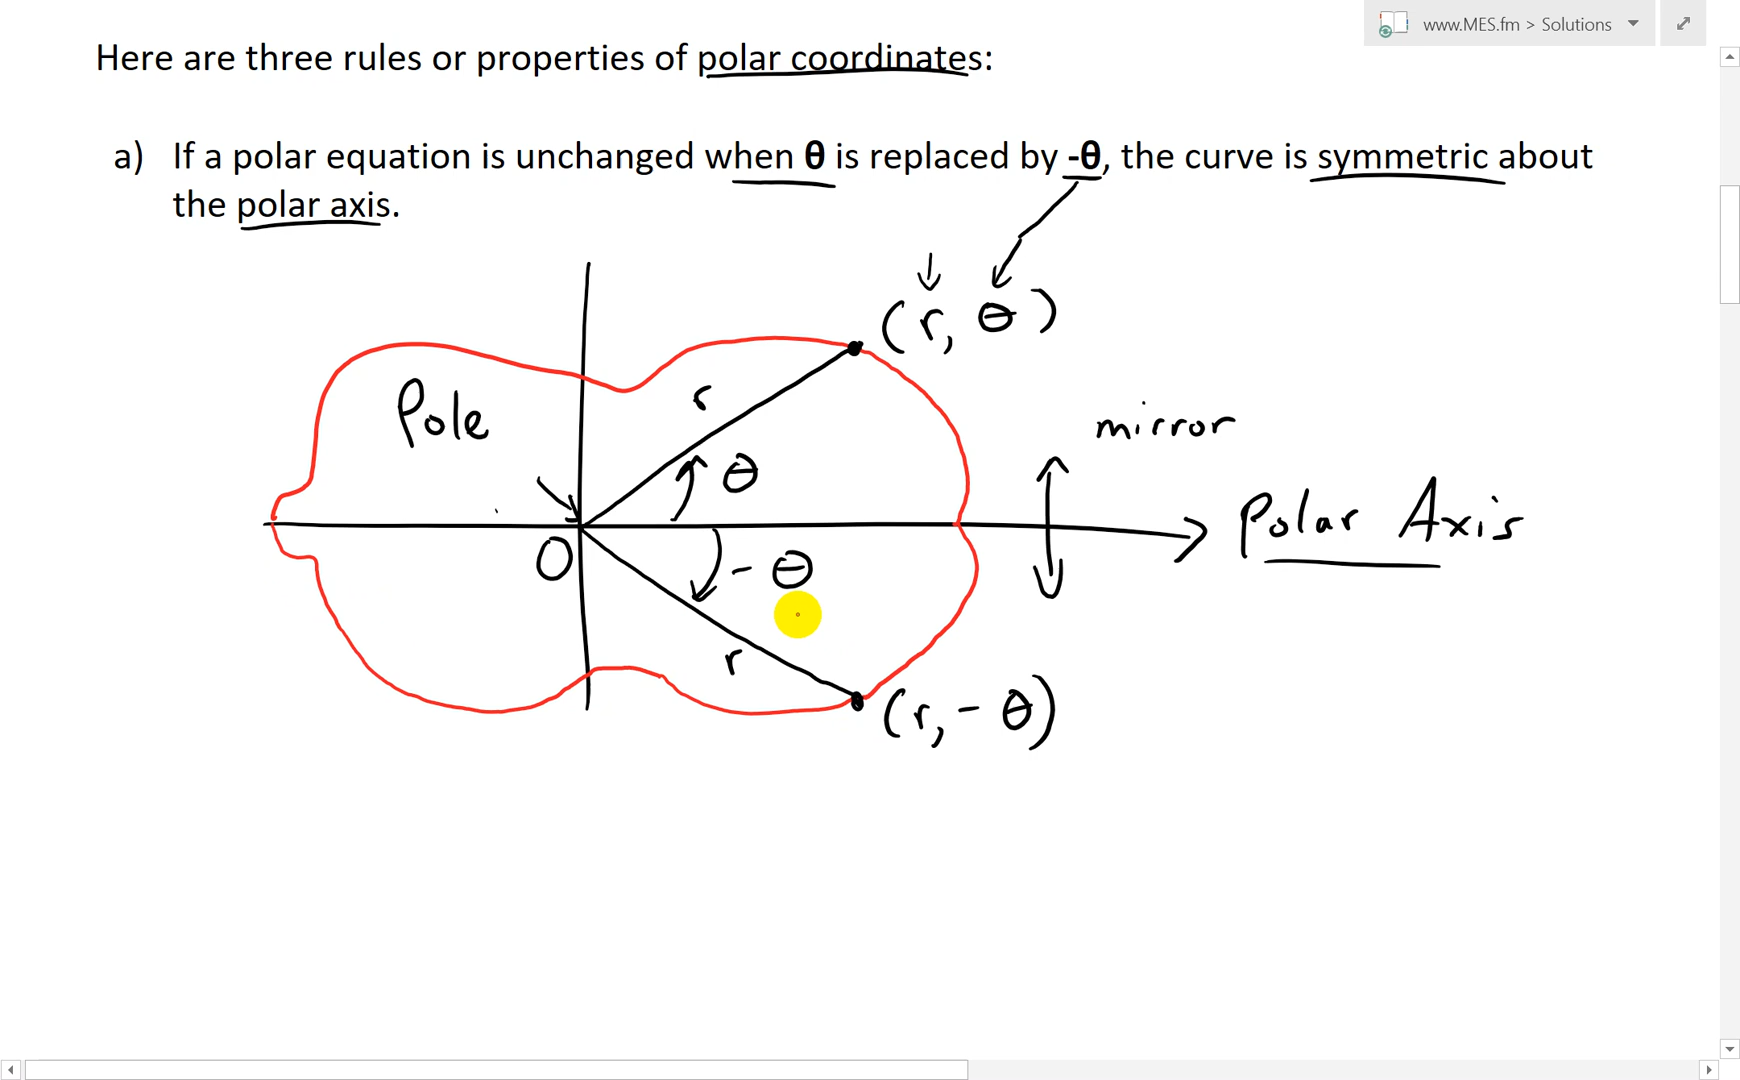 www.MES.fm > Solutions
Here are three rules or properties of polar coordinates:
a) If a polar equation is unchanged when θ is replaced by -θ, the curve is symmetric about
the polar axis.
(r, θ)
Pole
r
mirror
θ
Polar Axis
O
-θ
r
(r, -θ)